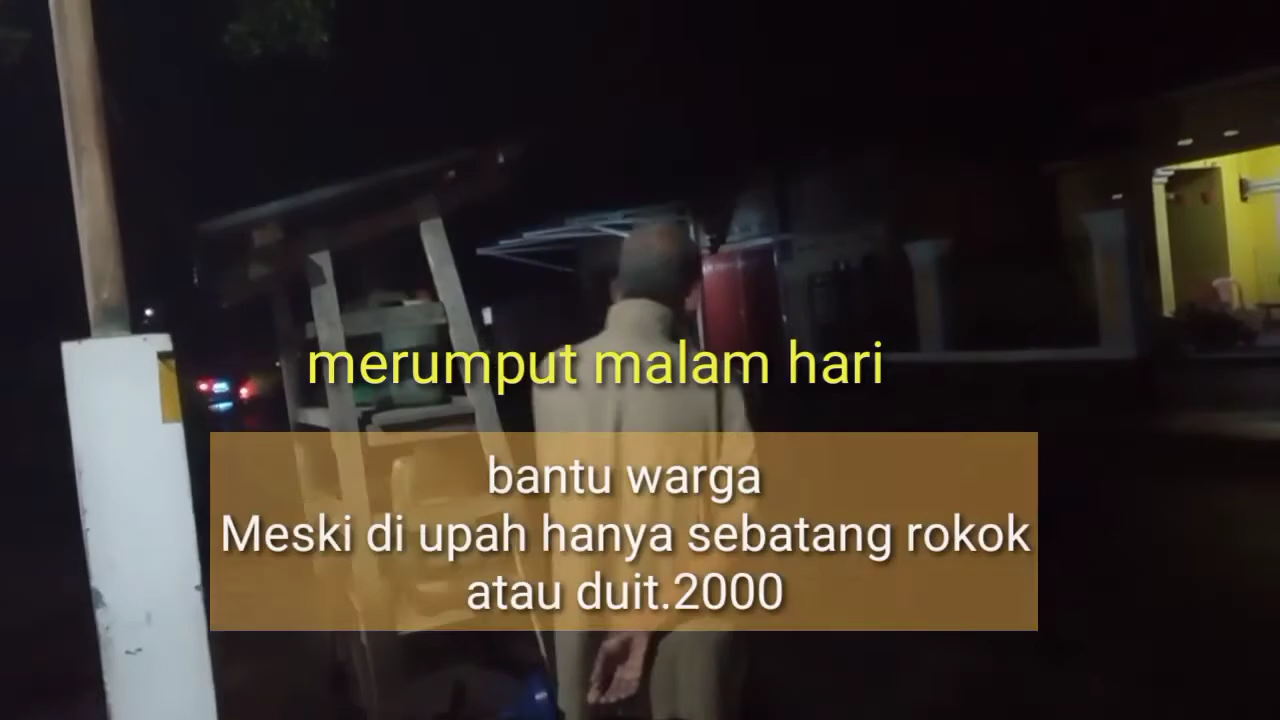 merumput malam hari
bantu warga
Meski di upah hanya sebatang rokok
atau duit.2000